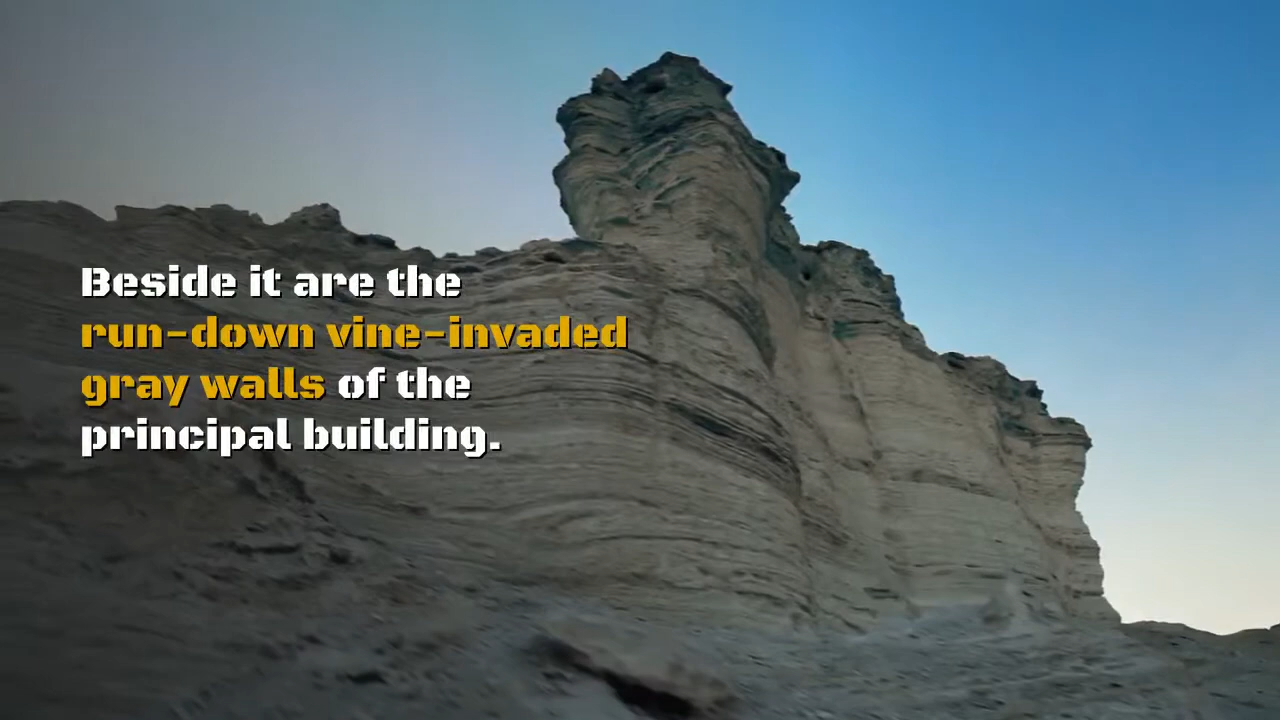 Beside it are the
run-down vine-invaded
gray walls of the
principal building.